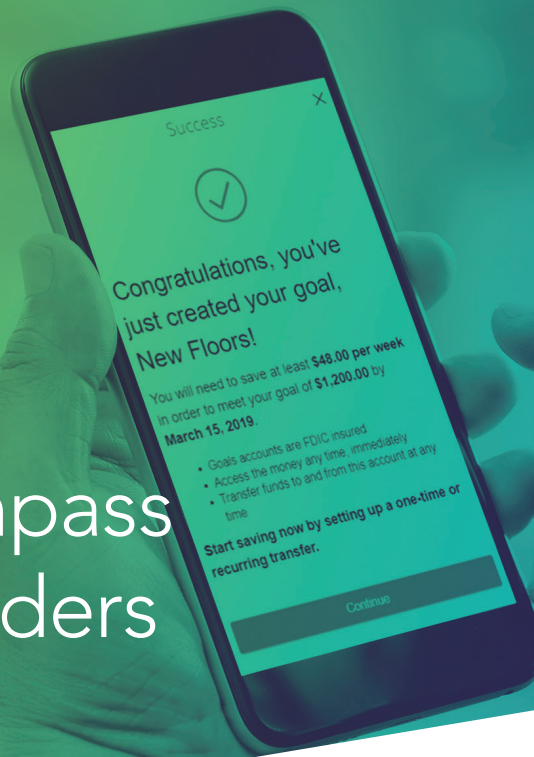 Success
Congratulations, you've
just created your goal,
New Floors!
You will need to save at least $48.00 per week
in order to meet your goal of $1,200.00 by
March 15, 2019.
• Goals accounts are FDIC insured
• Access the money any time, immediately
• Transfer funds to and from this account at any
time
Start saving now by setting up a one-time or
recurring transfer.
Continue
npass
ders